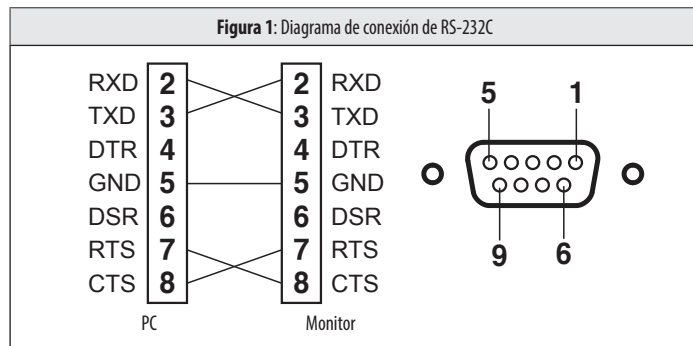 Figura 1: Diagrama de conexión de RS-232C
RXD 2 2 RXD
TXD 3 3 TXD
DTR 4 4 DTR
GND 5 5 GND
DSR 6 6 DSR
RTS 7 7 RTS
CTS 8 8 CTS
PC Monitor
5 1
9 6